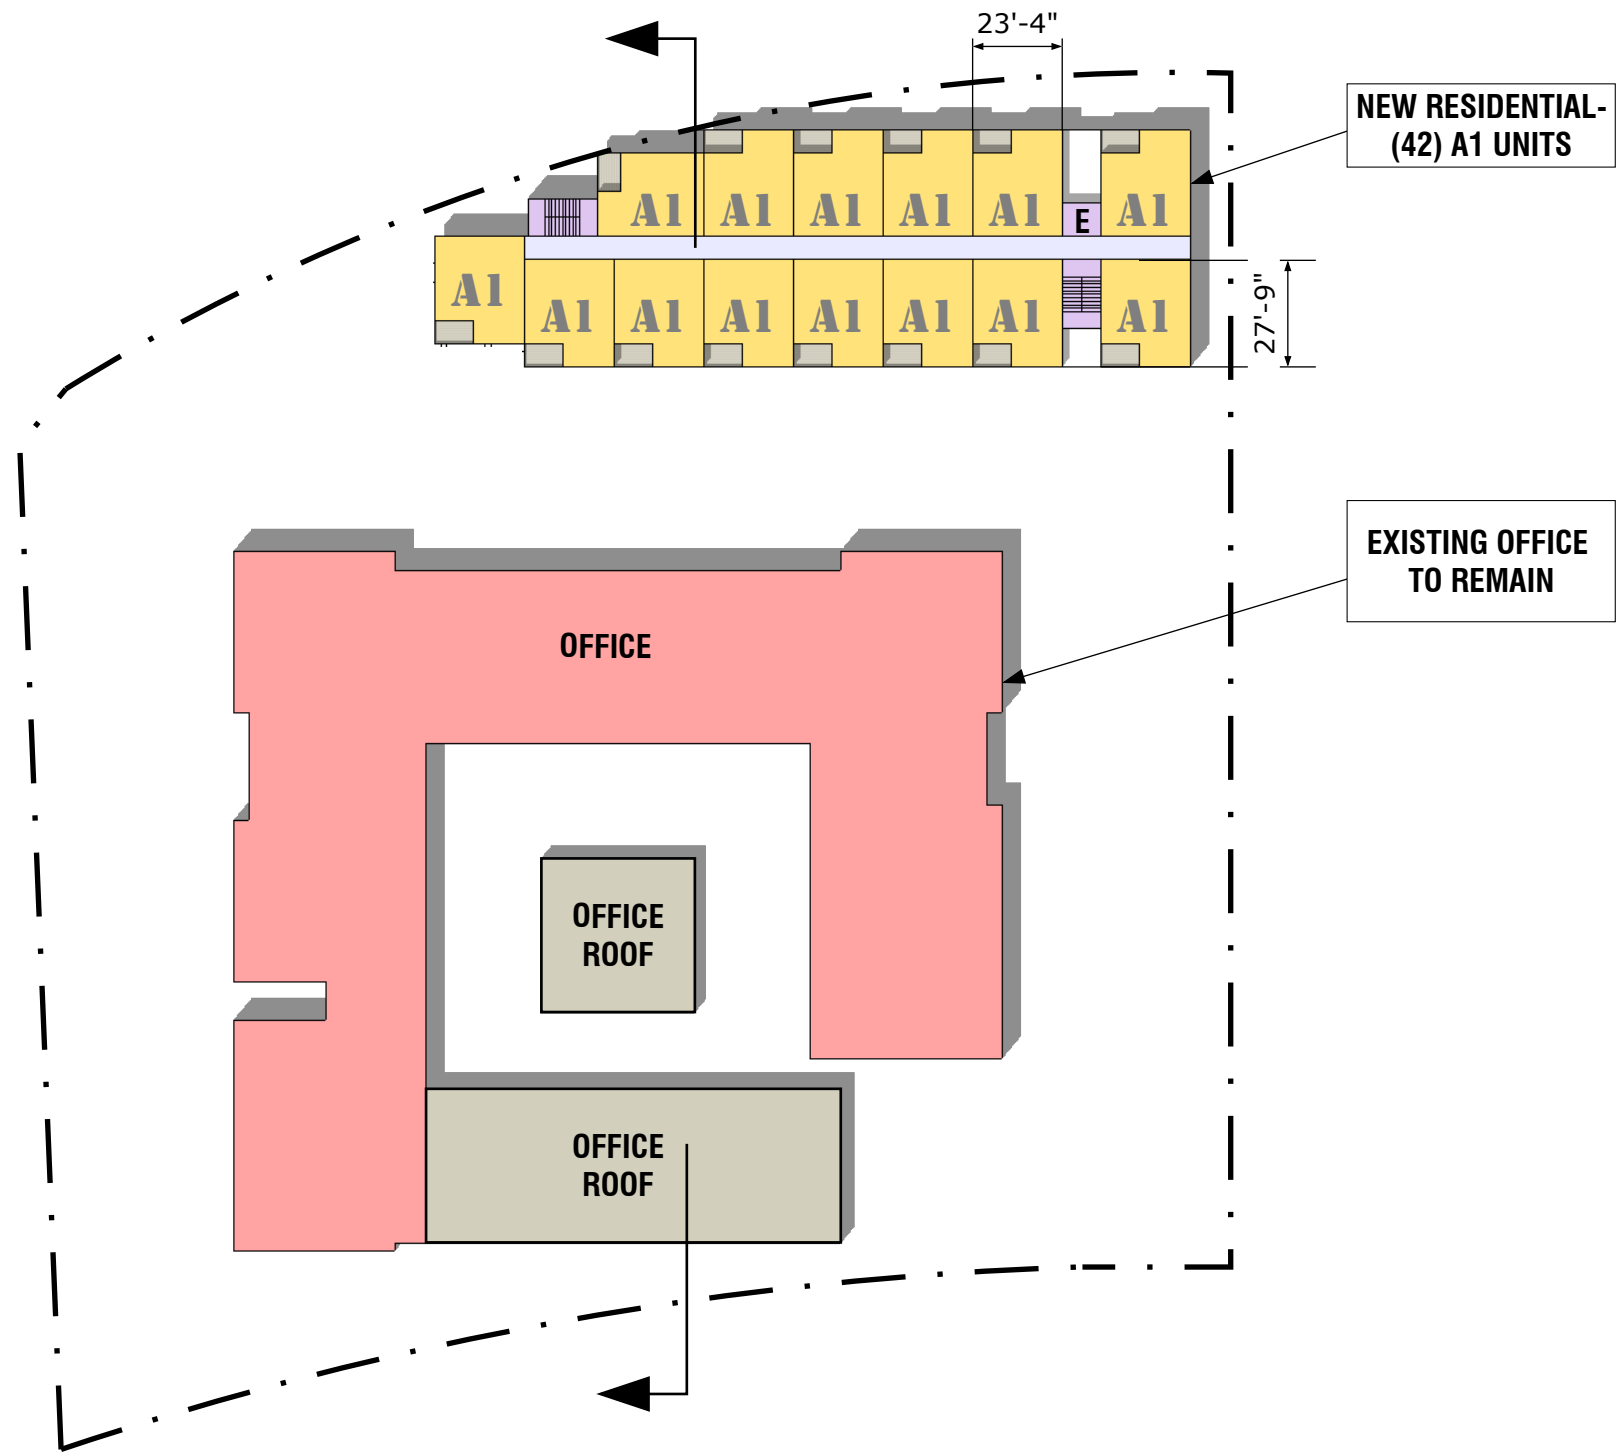 23'-4"
NEW RESIDENTIAL-
(42) A1 UNITS
A1 A1 A1 A1 A1 E A1
A1
A1 A1 A1 A1 A1 A1 A1
27'-9"
EXISTING OFFICE
TO REMAIN
OFFICE
OFFICE
ROOF
OFFICE
ROOF